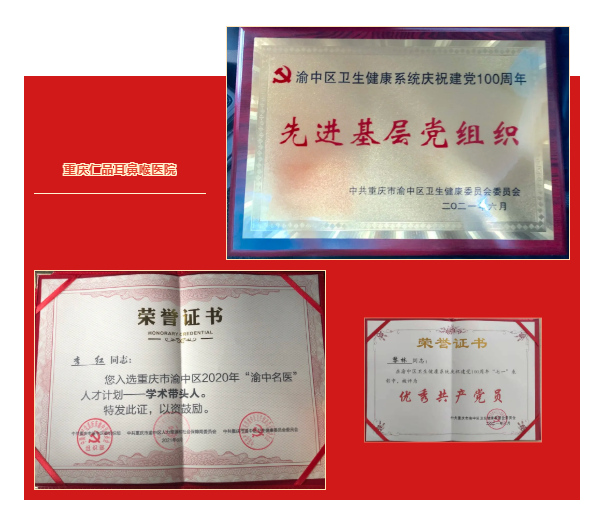 渝中区卫生健康系统庆祝建党100周年
先进基层党组织
中共重庆市渝中区卫生健康委员会委员会
二〇二一年六月
重庆仁品耳鼻喉医院
荣誉证书
HONORARY CREDENTIAL
李 红 同志：
您入选重庆市渝中区2020年“渝中名医”
人才计划——学术带头人。
特发此证，以资鼓励。
荣誉证书
同志：
优秀共产党员